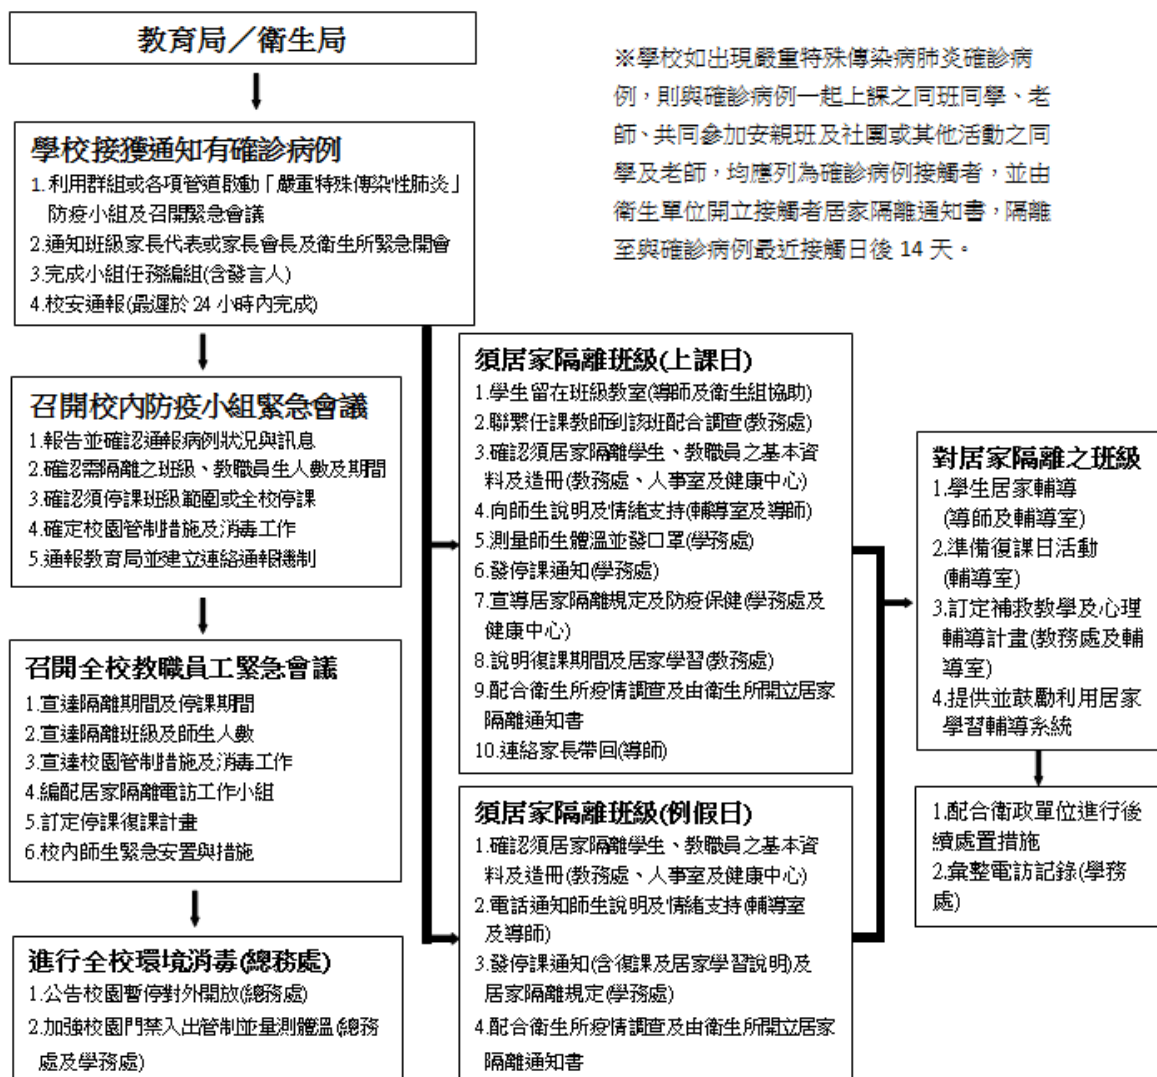 教育局／衛生局
※學校如出現嚴重特殊傳染病肺炎確診病
例，則與確診病例一起上課之同班同學、老
師、共同參加安親班及社團或其他活動之同
學及老師，均應列為確診病例接觸者，並由
衛生單位開立接觸者居家隔離通知書，隔離
至與確診病例最近接觸日後 14 天。
學校接獲通知有確診病例
1.利用群組或各項管道啟動「嚴重特殊傳染性肺炎」
防疫小組及召開緊急會議
2.通知班級家長代表或家長會長及衛生所緊急開會
3.完成小組任務編組(含發言人)
4.校安通報(最遲於 24 小時內完成)
召開校內防疫小組緊急會議
1.報告並確認通報病例狀況與訊息
2.確認需隔離之班級、教職員生人數及期間
3.確認須停課班級範圍或全校停課
4.確定校園管制措施及消毒工作
5.通報教育局並建立連絡通報機制
召開全校教職員工緊急會議
1.宣達隔離期間及停課期間
2.宣達隔離班級及師生人數
3.宣達校園管制措施及消毒工作
4.編配居家隔離電訪工作小組
5.訂定停課復課計畫
6.校內師生緊急安置與措施
進行全校環境消毒(總務處)
1.公告校園暫停對外開放(總務處)
2.加強校園門禁入出管制並量測體溫(總務
處及學務處)
須居家隔離班級(上課日)
1.學生留在班級教室(導師及衛生組協助)
2.聯繫任課教師到該班配合調查(教務處)
3.確認須居家隔離學生、教職員之基本資
料及造冊(教務處、人事室及健康中心)
4.向師生說明及情緒支持(輔導室及導師)
5.測量師生體溫並發口罩(學務處)
6.發停課通知(學務處)
7.宣導居家隔離規定及防疫保健(學務處及
健康中心)
8.說明復課期間及居家學習(教務處)
9.配合衛生所疫情調查及由衛生所開立居家
隔離通知書
10.連絡家長帶回(導師)
須居家隔離班級(例假日)
1.確認須居家隔離學生、教職員之基本資
料及造冊(教務處、人事室及健康中心)
2.電話通知師生說明及情緒支持(輔導室
及導師)
3.發停課通知(含復課及居家學習說明)及
居家隔離規定(學務處)
4.配合衛生所疫情調查及由衛生所開立居家
隔離通知書
對居家隔離之班級
1.學生居家輔導
(導師及輔導室)
2.準備復課日活動
(輔導室)
3.訂定補救教學及心理
輔導計畫(教務處及輔
導室)
4.提供並鼓勵利用居家
學習輔導系統
1.配合衛政單位進行後
續處置措施
2.彙整電訪記錄(學務
處)